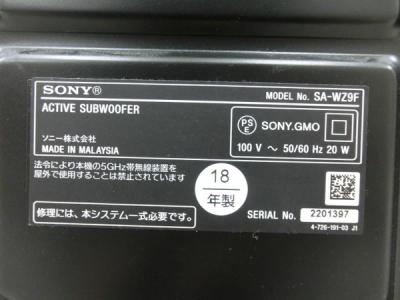 SONY®
MODEL No. SA-WZ9F
ACTIVE SUBWOOFER
PS
E
SONY.GMO
100 V ～ 50/60 Hz 20 W
ソニー株式会社
MADE IN MALAYSIA
法令により本機の5GHz帯無線装置を
屋外で使用することは禁止されています。
18
年製
修理には、本システム一式必要です。
SERIAL No. 2201397
4-726-191-03 J1